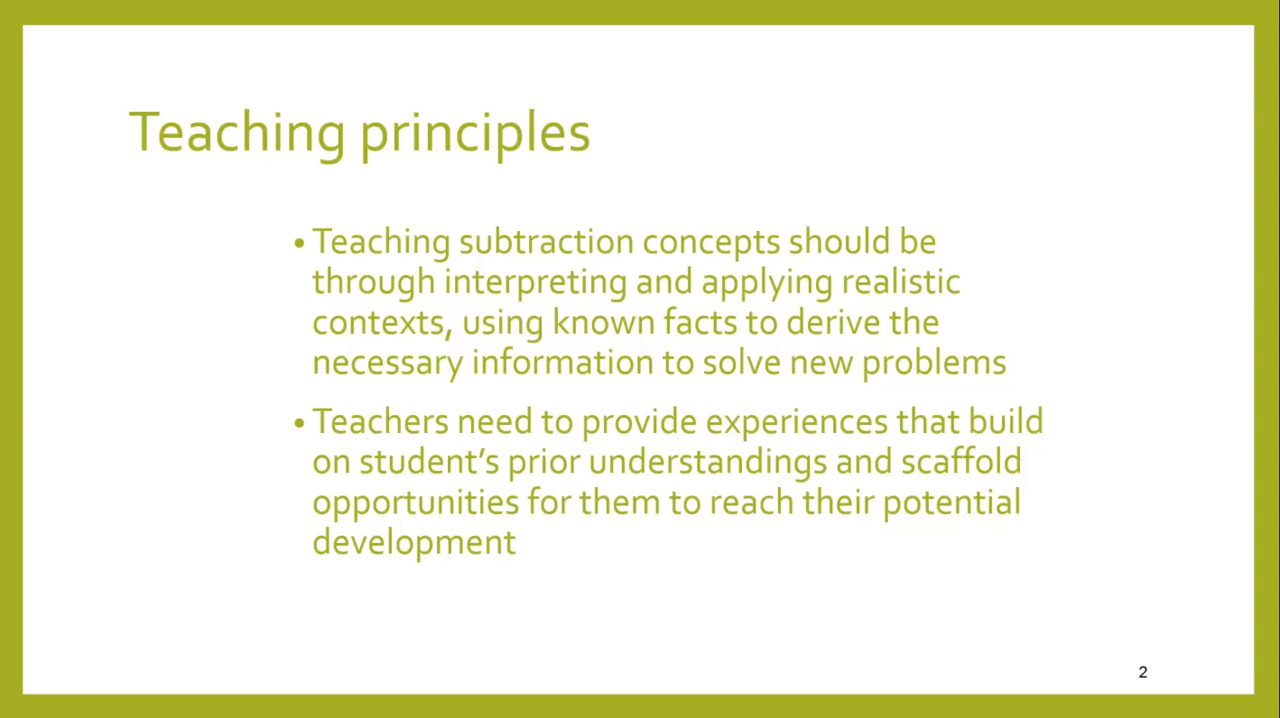 Teaching principles
• Teaching subtraction concepts should be
through interpreting and applying realistic
contexts, using known facts to derive the
necessary information to solve new problems
• Teachers need to provide experiences that build
on student’s prior understandings and scaffold
opportunities for them to reach their potential
development
2